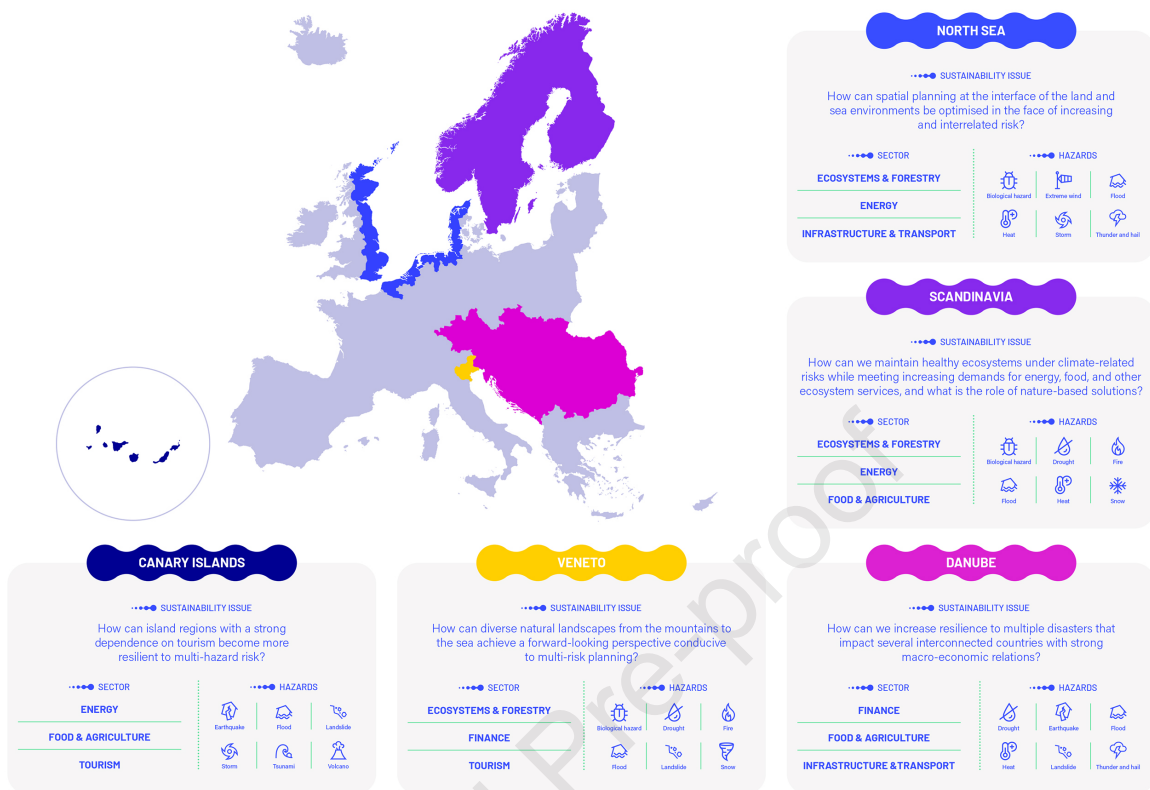 NORTH SEA
SUSTAINABILITY ISSUE
How can spatial planning at the interface of the land and
sea environments be optimised in the face of increasing
and interrelated risk?
SECTOR
ECOSYSTEMS & FORESTRY
ENERGY
INFRASTRUCTURE & TRANSPORT
HAZARDS
Biological hazard Extreme wind Flood
Heat Storm Thunder and hail
SCANDINAVIA
SUSTAINABILITY ISSUE
How can we maintain healthy ecosystems under climate-related
risks while meeting increasing demands for energy, food, and other
ecosystem services, and what is the role of nature-based solutions?
SECTOR
ECOSYSTEMS & FORESTRY
ENERGY
FOOD & AGRICULTURE
HAZARDS
Biological hazard Drought Fire
Flood Heat Snow
CANARY ISLANDS
SUSTAINABILITY ISSUE
How can island regions with a strong
dependence on tourism become more
resilient to multi-hazard risk?
SECTOR
ENERGY
FOOD & AGRICULTURE
TOURISM
HAZARDS
Earthquake Flood Landslide
Storm Tsunami Volcano
VENETO
SUSTAINABILITY ISSUE
How can diverse natural landscapes from the mountains to
the sea achieve a forward-looking perspective conducive
to multi-risk planning?
SECTOR
ECOSYSTEMS & FORESTRY
FINANCE
TOURISM
HAZARDS
Biological hazard Drought Fire
Flood Landslide Snow
DANUBE
SUSTAINABILITY ISSUE
How can we increase resilience to multiple disasters that
impact several interconnected countries with strong
macro-economic relations?
SECTOR
FINANCE
FOOD & AGRICULTURE
INFRASTRUCTURE &TRANSPORT
HAZARDS
Drought Earthquake Flood
Heat Landslide Thunder and hail
Pre-proof